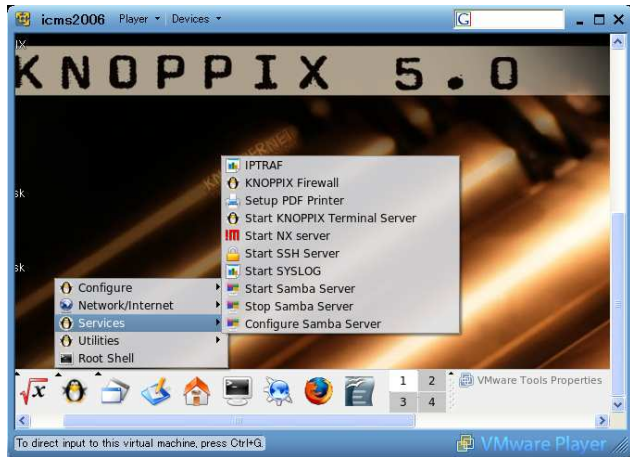 icms2006 Player Devices
IX
KNOPPIX 5.0
IPTRAF
KNOPPIX Firewall
sk
Setup PDF Printer
Start KNOPPIX Terminal Server
Start NX server
Start SSH Server
sk
Start SYSLOG
Start Samba Server
Stop Samba Server
Configure Samba Server
Configure
Network/Internet
Services
Utilities
Root Shell
1 2
3 4
VMware Tools Properties
To direct input to this virtual machine, press Ctrl+G.
VMware Player